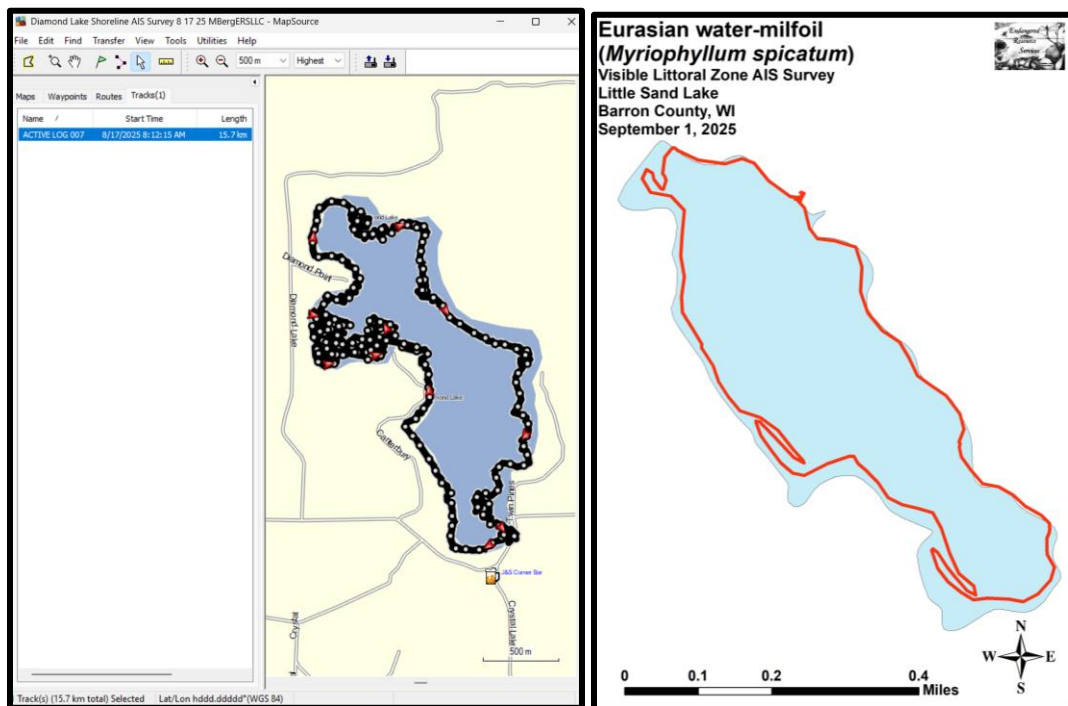 Diamond Lake Shoreline AIS Survey 8 17 25 MBergERSLLC - MapSource
File Edit Find Transfer View Tools Utilities Help
500 m Highest
Maps Waypoints Routes Tracks(1)
Name / Start Time Length
ACTIVE LOG 007 8/17/2025 8:12:15 AM 15.7 km
ond Lake
Diamond Point
Diamond Lake
ond Lake
Canterbury
Twin Pines
J&S Corner Bar
Crystal
Crystal Lake
500 m
Track(s) (15.7 km total) Selected Lat/Lon hddd.ddddd°(WGS 84)
Eurasian water-milfoil
(Myriophyllum spicatum)
Visible Littoral Zone AIS Survey
Little Sand Lake
Barron County, WI
September 1, 2025
Endangered
Resource
Services
N
W E
S
0 0.1 0.2 0.4
Miles